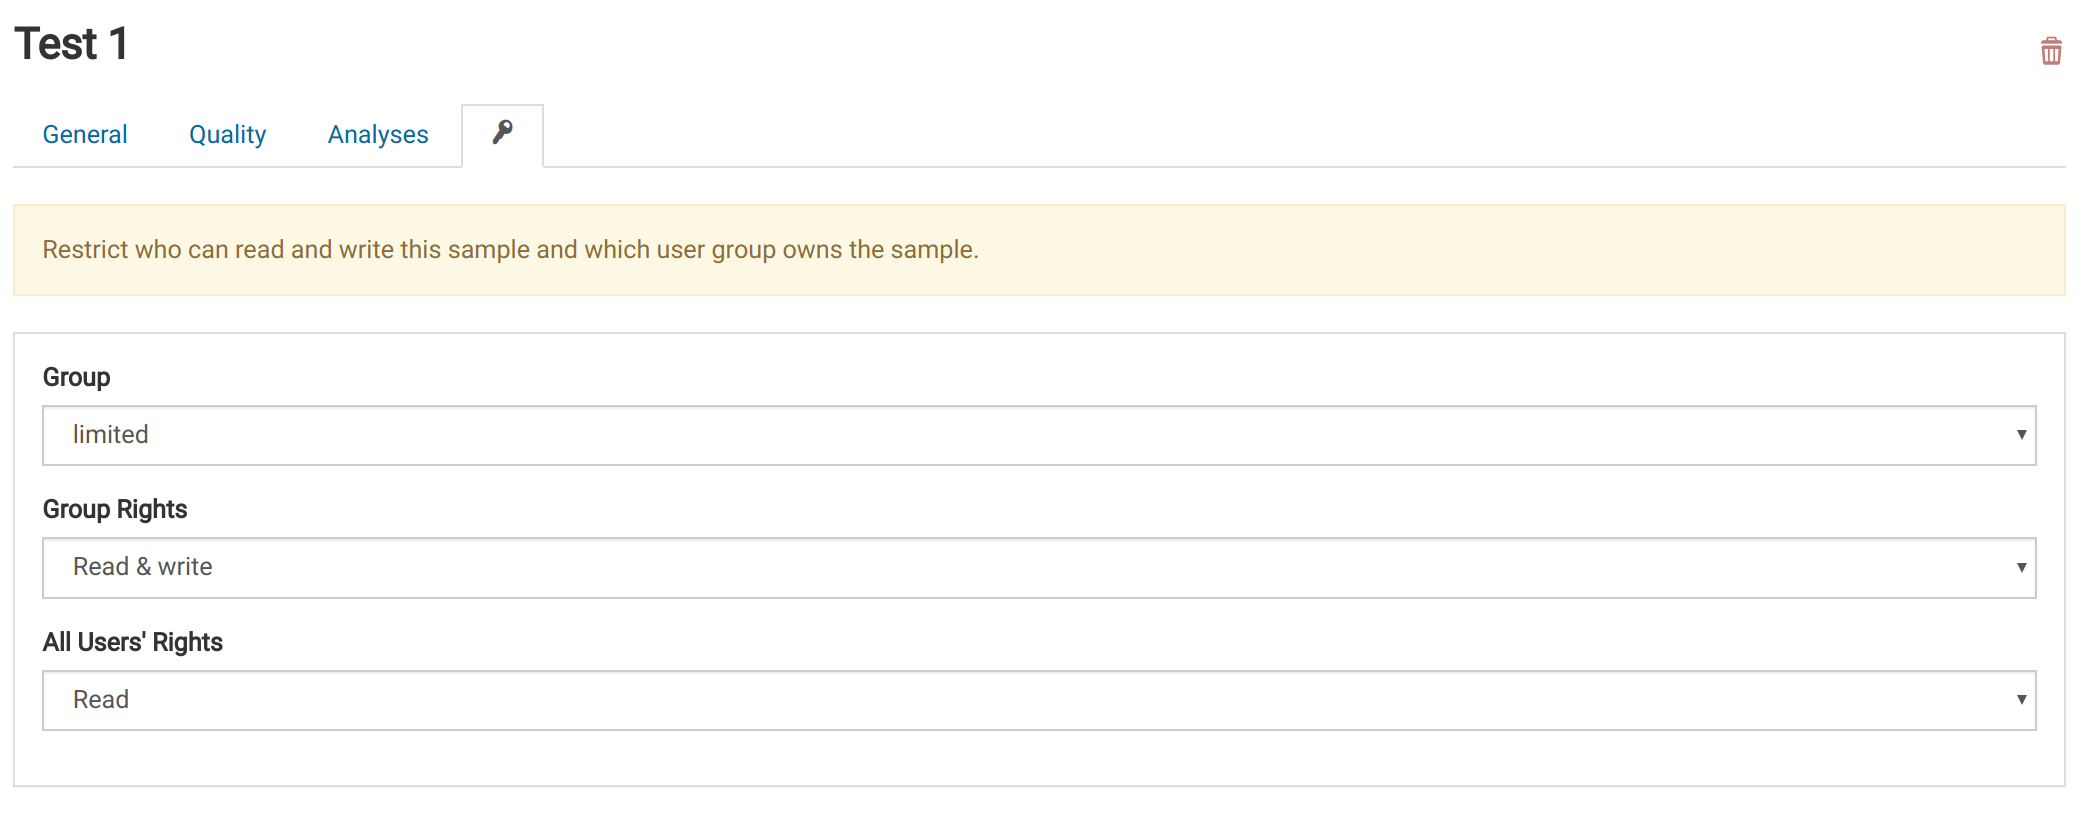 Test 1
General Quality Analyses
Restrict who can read and write this sample and which user group owns the sample.
Group
limited
Group Rights
Read & write
All Users' Rights
Read